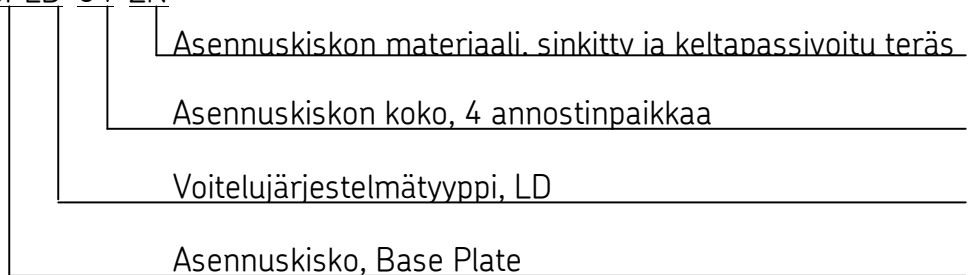 Asennuskiskon materiaali, sinkitty ja keltapassivoitu teräs
Asennuskiskon koko, 4 annostinpaikkaa
Voitelujärjestelmätyyppi, LD
Asennuskisko, Base Plate